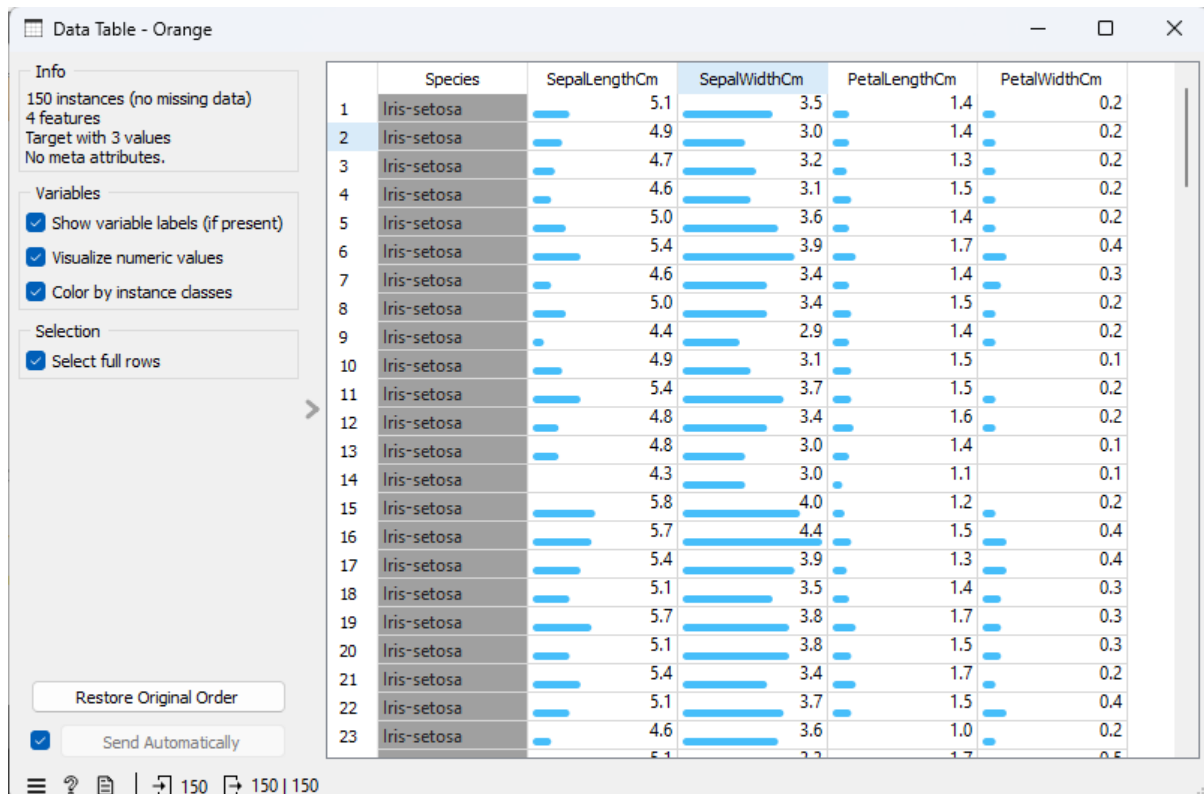 Data Table - Orange
Info
150 instances (no missing data)
4 features
Target with 3 values
No meta attributes.
Variables
Show variable labels (if present)
Visualize numeric values
Color by instance classes
Selection
Select full rows
Restore Original Order
Send Automatically
150 150 | 150
Species SepalLengthCm SepalWidthCm PetalLengthCm PetalWidthCm
1 Iris-setosa 5.1 3.5 1.4 0.2
2 Iris-setosa 4.9 3.0 1.4 0.2
3 Iris-setosa 4.7 3.2 1.3 0.2
4 Iris-setosa 4.6 3.1 1.5 0.2
5 Iris-setosa 5.0 3.6 1.4 0.2
6 Iris-setosa 5.4 3.9 1.7 0.4
7 Iris-setosa 4.6 3.4 1.4 0.3
8 Iris-setosa 5.0 3.4 1.5 0.2
9 Iris-setosa 4.4 2.9 1.4 0.2
10 Iris-setosa 4.9 3.1 1.5 0.1
11 Iris-setosa 5.4 3.7 1.5 0.2
12 Iris-setosa 4.8 3.4 1.6 0.2
13 Iris-setosa 4.8 3.0 1.4 0.1
14 Iris-setosa 4.3 3.0 1.1 0.1
15 Iris-setosa 5.8 4.0 1.2 0.2
16 Iris-setosa 5.7 4.4 1.5 0.4
17 Iris-setosa 5.4 3.9 1.3 0.4
18 Iris-setosa 5.1 3.5 1.4 0.3
19 Iris-setosa 5.7 3.8 1.7 0.3
20 Iris-setosa 5.1 3.8 1.5 0.3
21 Iris-setosa 5.4 3.4 1.7 0.2
22 Iris-setosa 5.1 3.7 1.5 0.4
23 Iris-setosa 4.6 3.6 1.0 0.2